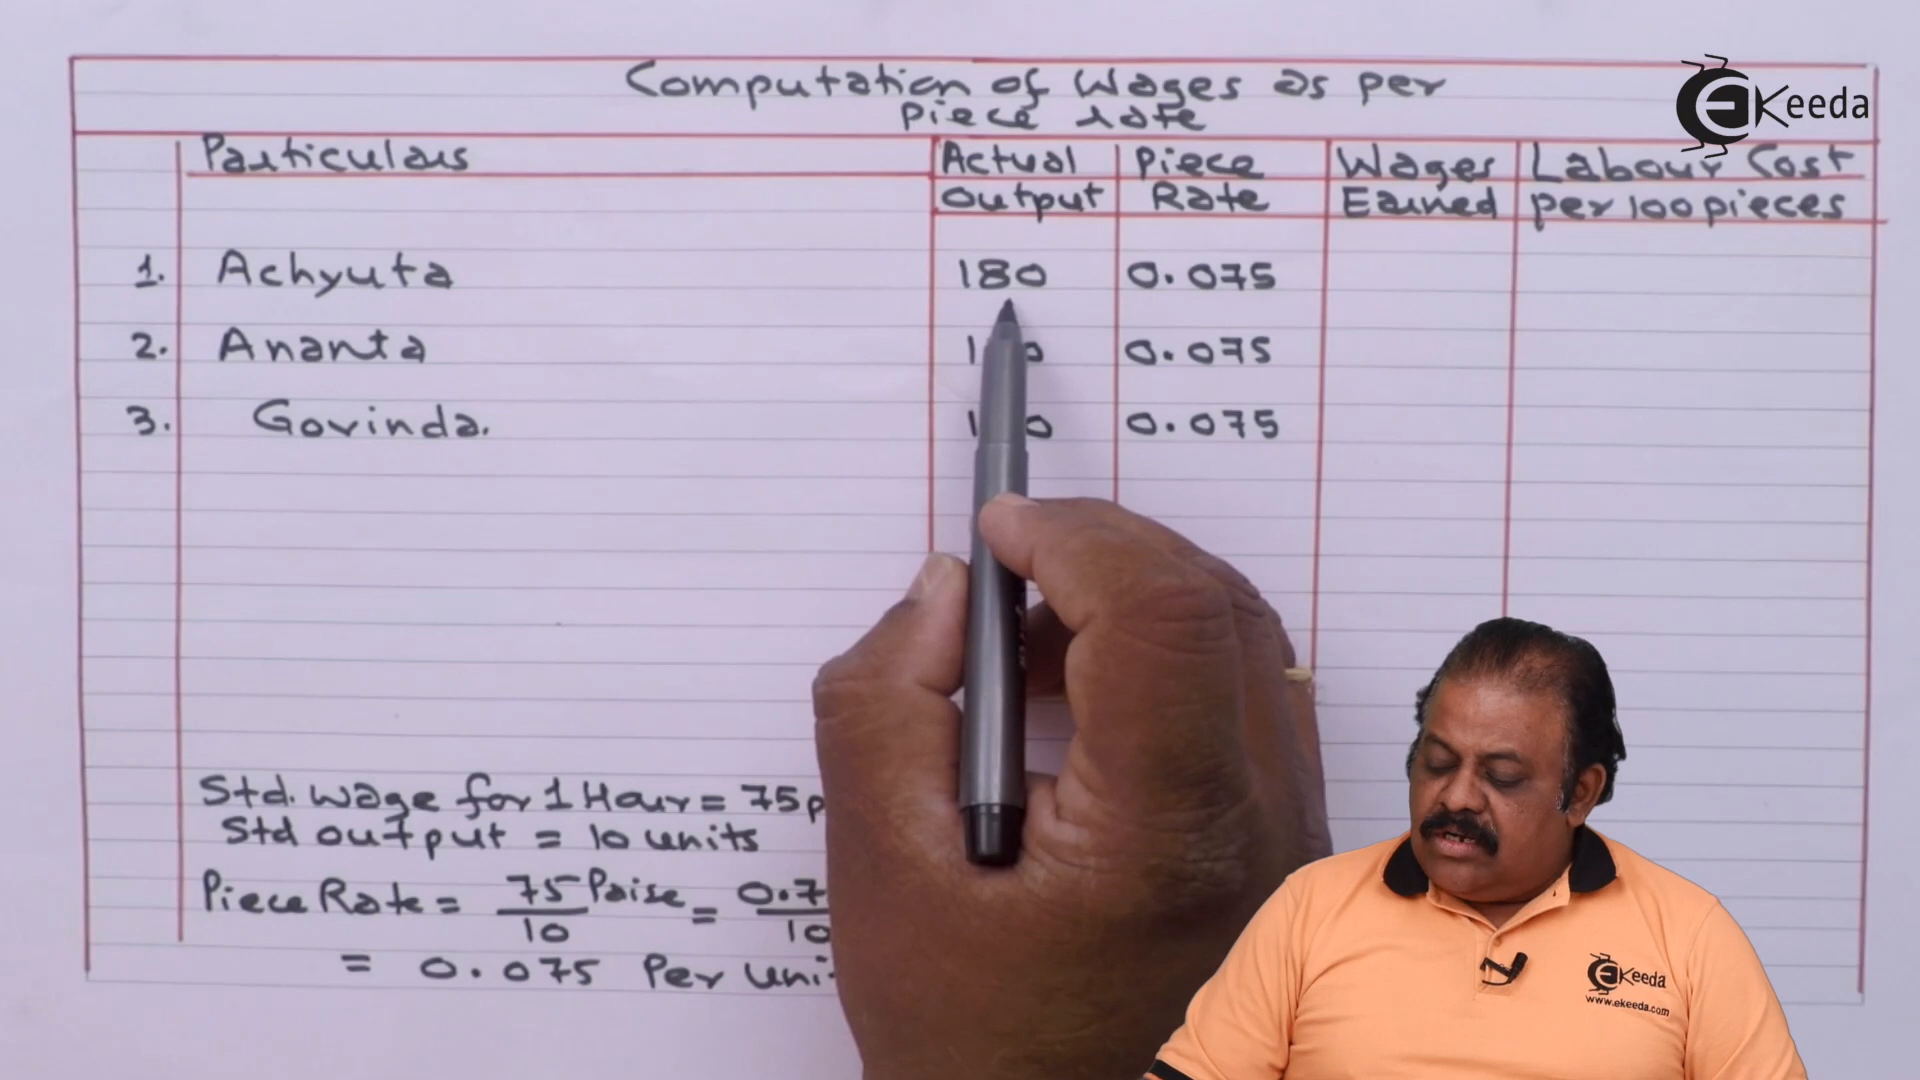 Computation of Wages as per
Piece rate
Keeda
Particulars
Actual Output
Piece Rate
Wages Earned
Labour Cost per 100 pieces
1. Achyuta 180 0.075
2. Ananta 0.075
3. Govinda. 0.075
Std. Wage for 1 Hour = 75
Std output = 10 units
Piece Rate = 75/10 Paise =
= 0.075 Per
EKeeda
www.ekeeda.com